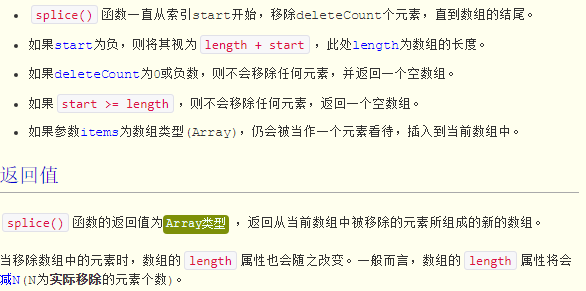 splice() 函数一直从索引start开始，移除deleteCount个元素，直到数组的结尾。
如果start为负，则将其视为 length + start ，此处length为数组的长度。
如果deleteCount为0或负数，则不会移除任何元素，并返回一个空数组。
如果 start >= length ，则不会移除任何元素，返回一个空数组。
如果参数items为数组类型(Array)，仍会被当作一个元素看待，插入到当前数组中。
返回值
splice() 函数的返回值为Array类型 ，返回从当前数组中被移除的元素所组成的新的数组。
当移除数组中的元素时，数组的 length 属性也会随之改变。一般而言，数组的 length 属性将会
减N(N为实际移除的元素个数)。